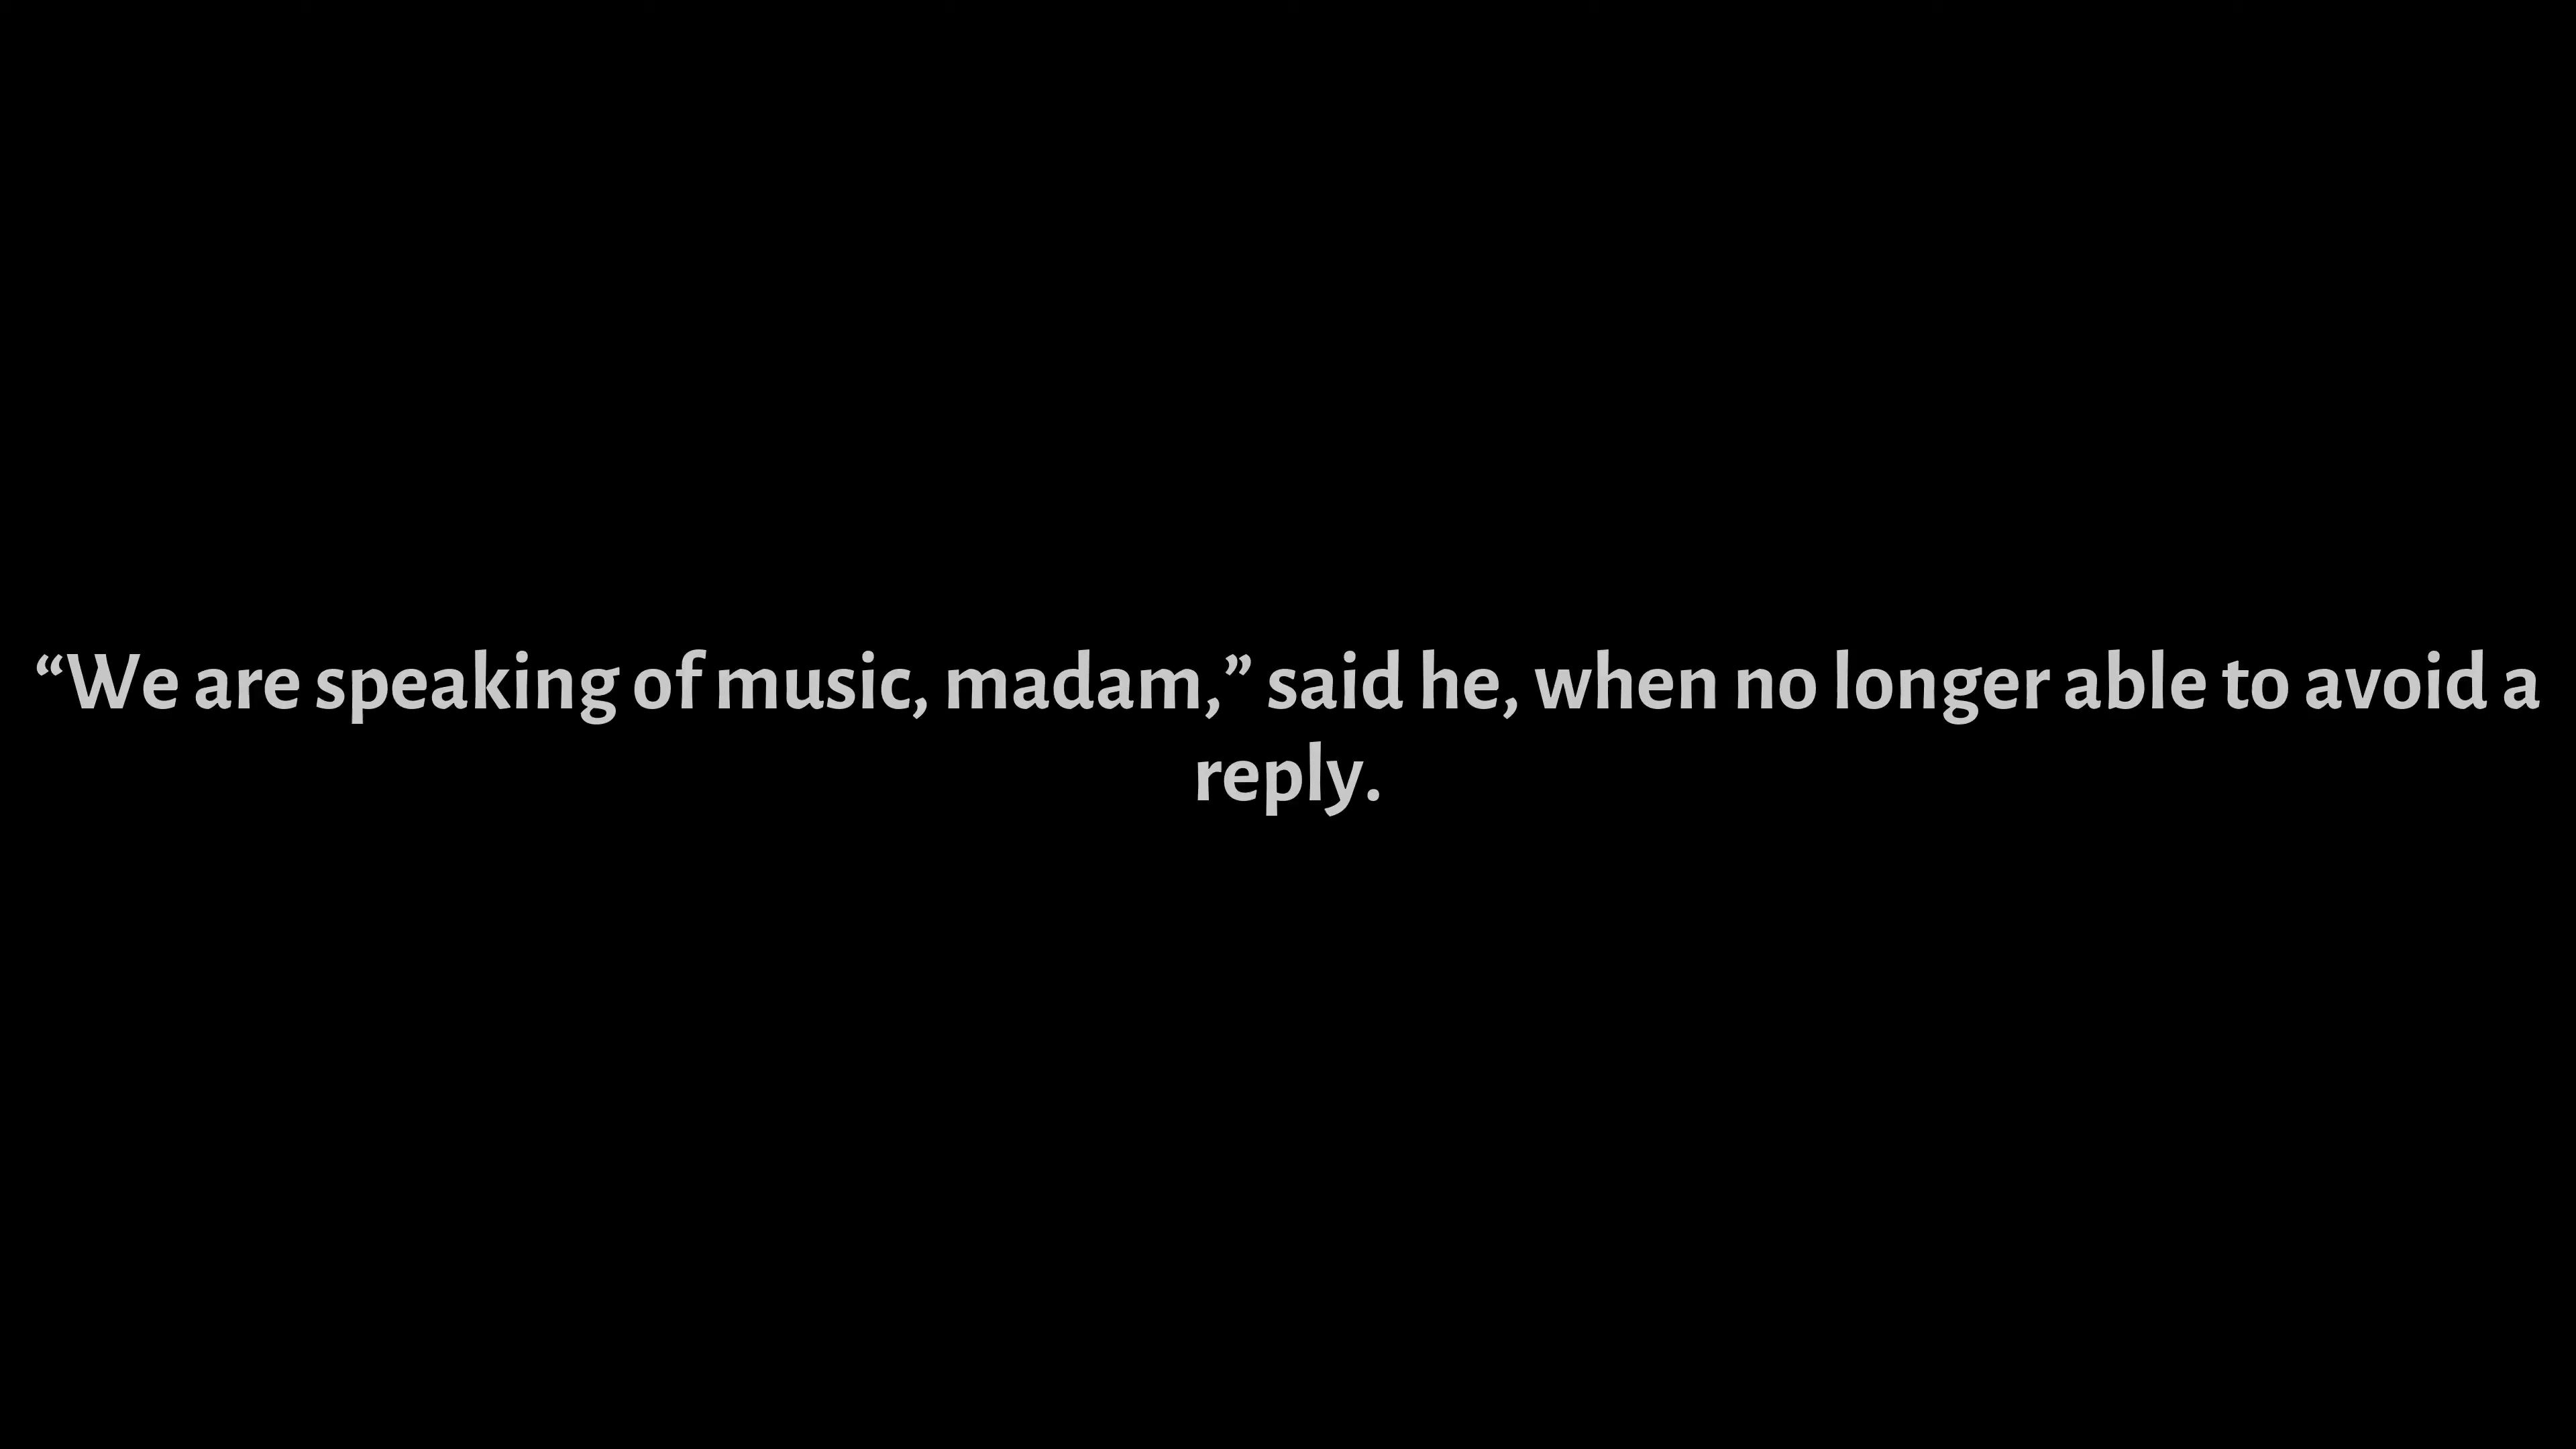 “We are speaking of music, madam,” said he, when no longer able to avoid a
reply.